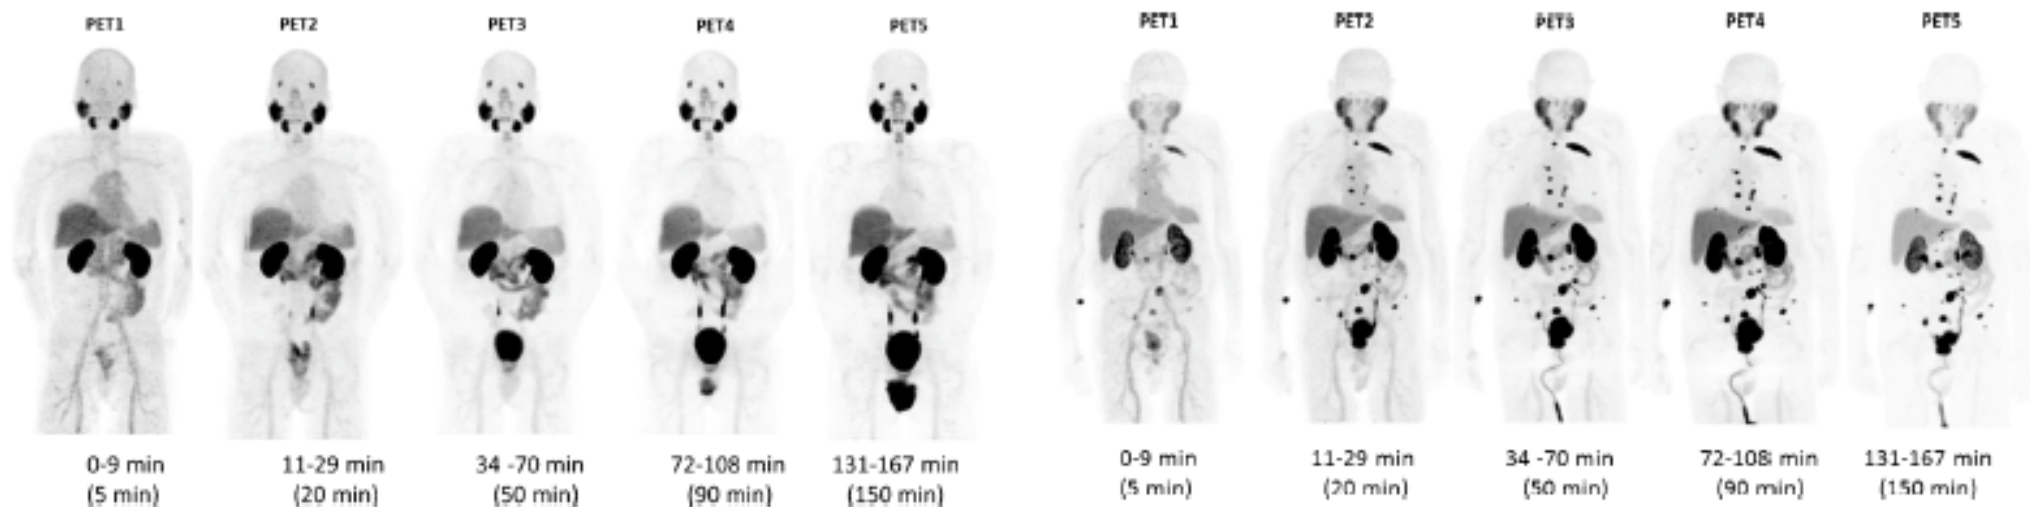 PET1 PET2 PET3 PET4 PET5
0-9 min 11-29 min 34 -70 min 72-108 min 131-167 min
(5 min) (20 min) (50 min) (90 min) (150 min)
PET1 PET2 PET3 PET4 PET5
0-9 min 11-29 min 34 -70 min 72-108 min 131-167 min
(5 min) (20 min) (50 min) (90 min) (150 min)